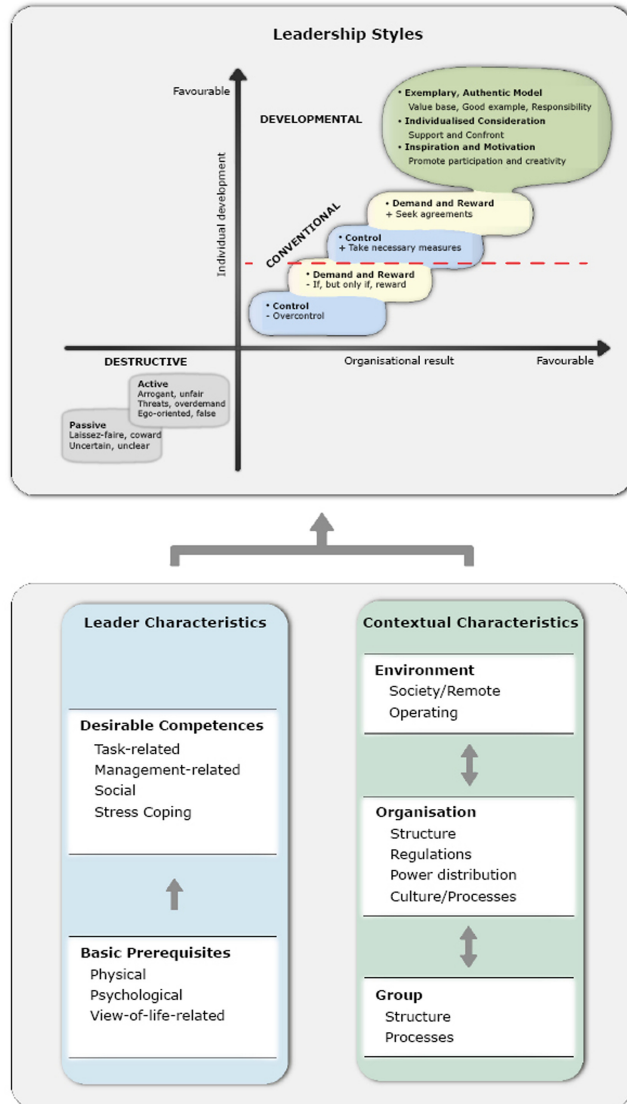 Leadership Styles
Favourable
Individual development
DEVELOPMENTAL
• Exemplary, Authentic Model
Value base, Good example, Responsibility
• Individualised Consideration
Support and Confront
• Inspiration and Motivation
Promote participation and creativity
CONVENTIONAL
• Demand and Reward
+ Seek agreements
• Control
+ Take necessary measures
• Demand and Reward
- If, but only if, reward
• Control
- Overcontrol
DESTRUCTIVE
Organisational result
Favourable
Active
Arrogant, unfair
Threats, overdemand
Ego-oriented, false
Passive
Laissez-faire, coward
Uncertain, unclear
Leader Characteristics
Desirable Competences
Task-related
Management-related
Social
Stress Coping
Basic Prerequisites
Physical
Psychological
View-of-life-related
Contextual Characteristics
Environment
Society/Remote
Operating
Organisation
Structure
Regulations
Power distribution
Culture/Processes
Group
Structure
Processes